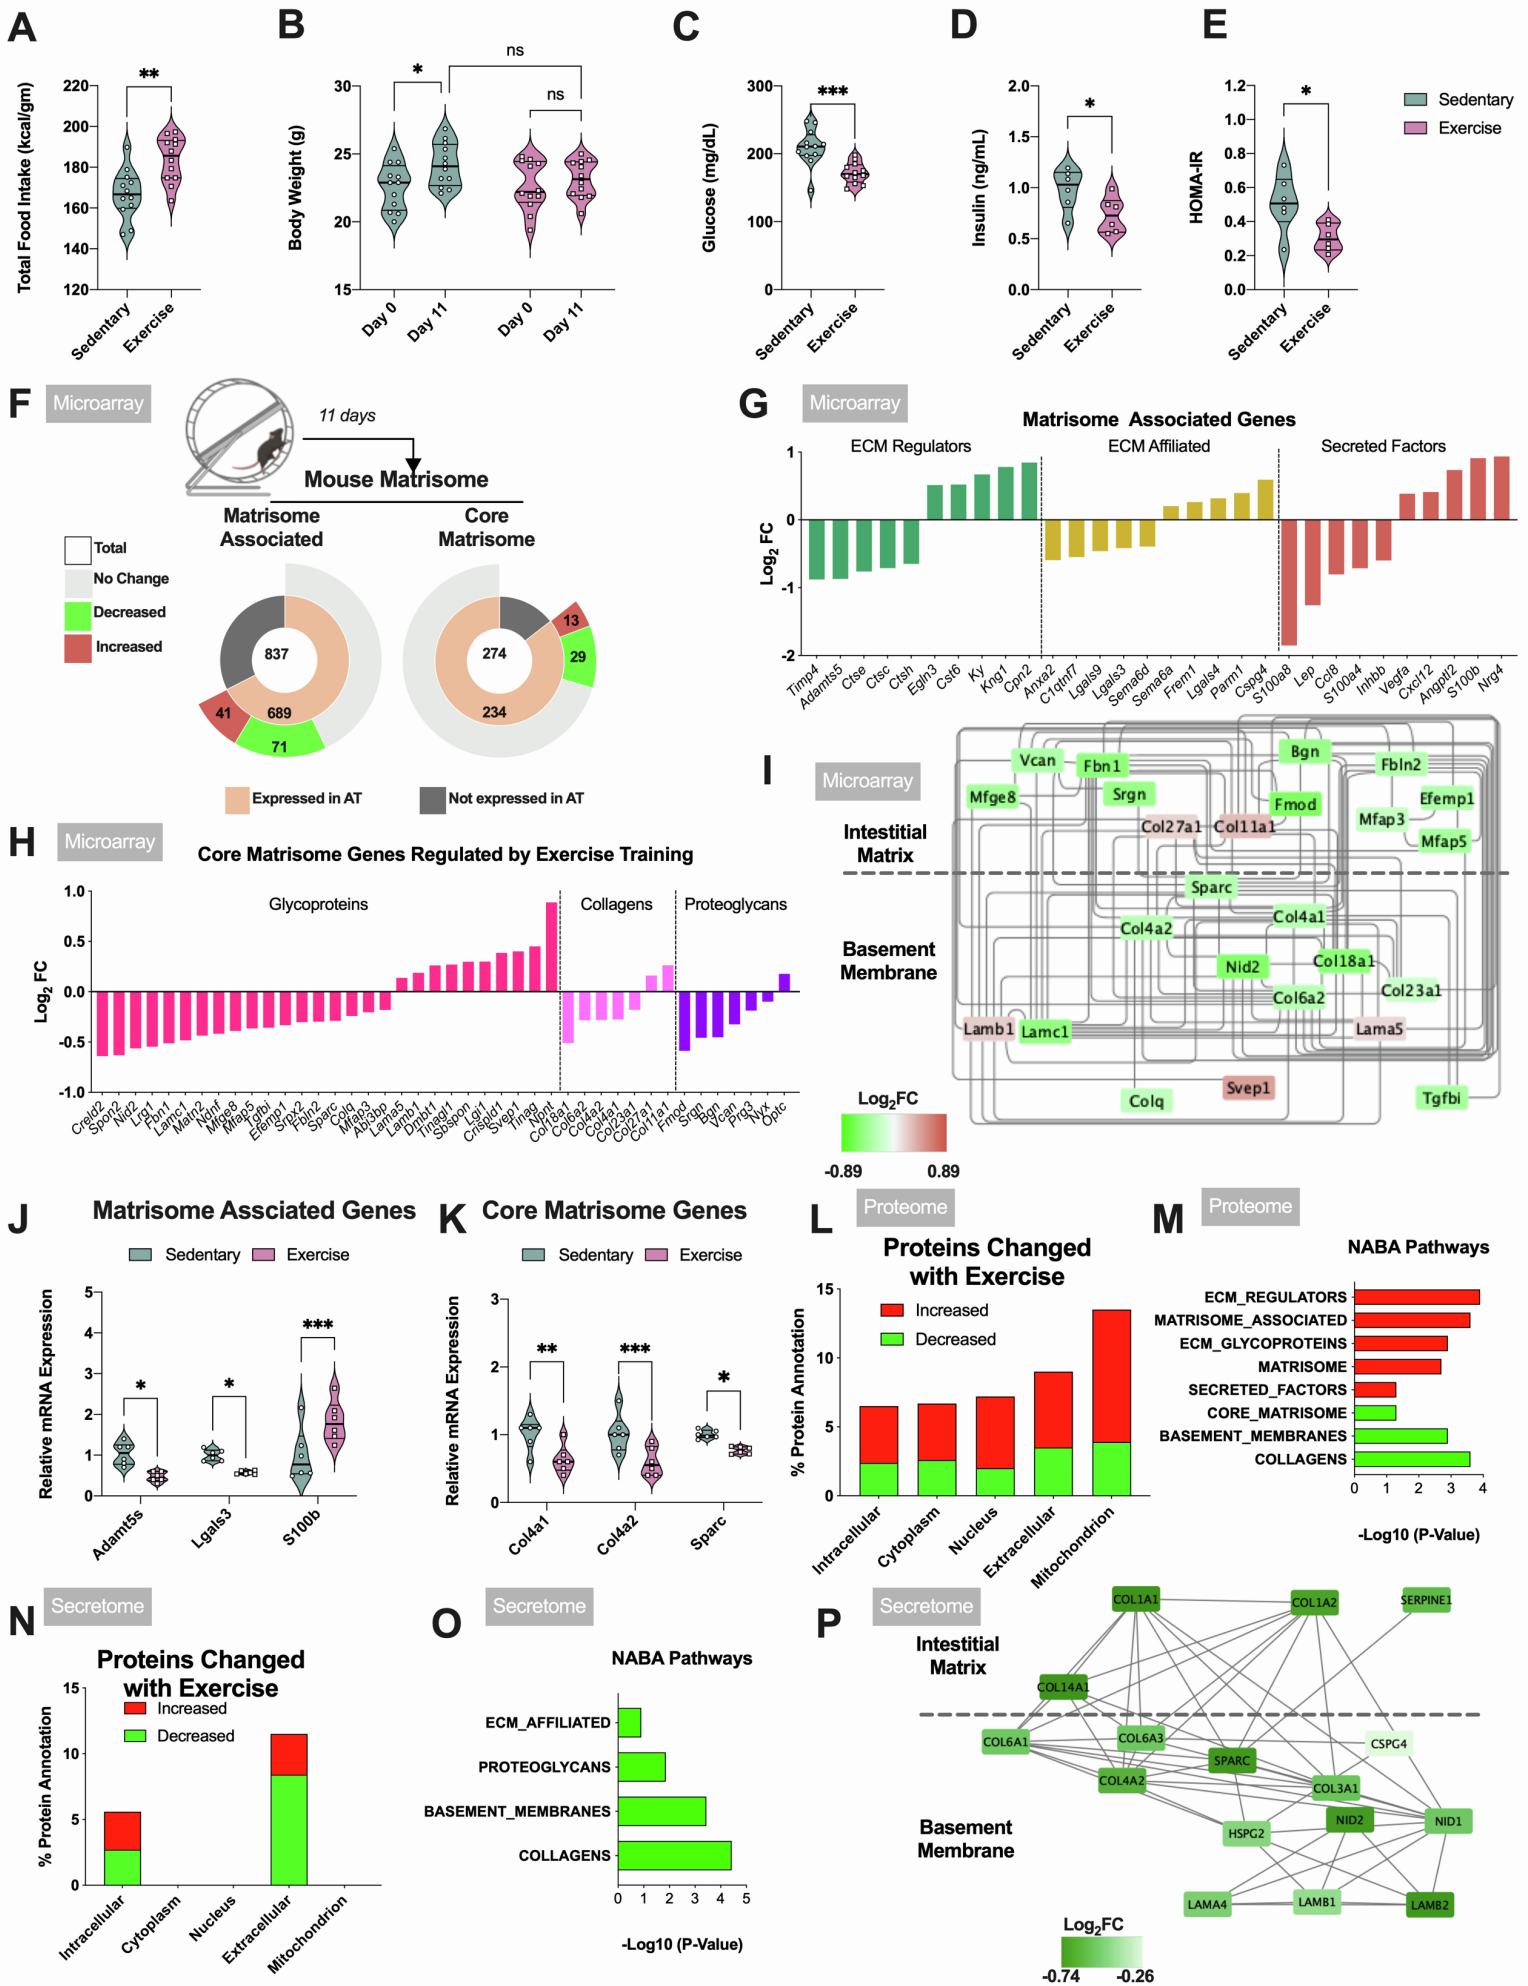 A
B
C
D
E
Total Food Intake (kcal/gm)
220
200
180
160
140
120
**
Sedentary
Exercise
Body Weight (g)
30
25
20
15
*
ns
ns
Day 0
Day 11
Day 0
Day 11
Glucose (mg/dL)
300
200
100
0
***
Sedentary
Exercise
Insulin (ng/mL)
2.0
1.5
1.0
0.5
0.0
*
Sedentary
Exercise
HOMA-IR
1.2
1.0
0.8
0.6
0.4
0.2
0.0
*
Sedentary
Exercise
Sedentary
Exercise
F
Microarray
11 days
Mouse Matrisome
Matrisome
Associated
Core
Matrisome
Total
No Change
Decreased
Increased
837
689
41
71
274
234
13
29
Expressed in AT
Not expressed in AT
G
Microarray
Matrisome Associated Genes
ECM Regulators
ECM Affiliated
Secreted Factors
Log2 FC
1
0
-1
-2
Timp4
Adamts5
Ctse
Ctsc
Ctsh
Egln3
Cst6
Ky
Kng1
Cpn2
Anxa2
C1qtnf7
Lgals9
Lgals3
Sema6d
Sema6a
Frem1
Lgals4
Parm1
Cspg4
S100a8
Lep
Ccl8
S100a4
Inhbb
Vegfa
Cxcl12
Angptl2
S100b
Nrg4
H
Microarray
Core Matrisome Genes Regulated by Exercise Training
Glycoproteins
Collagens
Proteoglycans
Log2 FC
1.0
0.5
0.0
-0.5
-1.0
Creld2
Spon2
Nid2
Lrg1
Fbn1
Lamc1
Matn2
Ndnf
Mfge8
Mfap5
Tgfbi
Efemp1
Srpx2
Fbln2
Sparc
Colq
Mfap3
Abi3bp
Lama5
Lamb1
Dmbt1
Tinagl1
Sbspon
Lgi1
Crispld1
Svep1
Tinag
Npnt
Col18a1
Col6a2
Col4a2
Col4a1
Col23a1
Col27a1
Col11a1
Fmod
Srgn
Bgn
Vcan
Prg3
Nyx
Optc
I
Microarray
Intestitial
Matrix
Basement
Membrane
Vcan
Fbn1
Bgn
Fbln2
Mfge8
Srgn
Fmod
Efemp1
Mfap3
Col27a1
Col11a1
Mfap5
Sparc
Col4a1
Col4a2
Nid2
Col18a1
Col6a2
Col23a1
Lamb1
Lamc1
Lama5
Svep1
Colq
Tgfbi
Log2FC
-0.89
0.89
J
Matrisome Assciated Genes
Sedentary
Exercise
Relative mRNA Expression
5
4
3
2
1
0
*
*
***
Adamt5s
Lgals3
S100b
K
Core Matrisome Genes
Sedentary
Exercise
Relative mRNA Expression
3
2
1
0
**
***
*
Col4a1
Col4a2
Sparc
L
Proteome
Proteins Changed
with Exercise
Increased
Decreased
% Protein Annotation
15
10
5
0
Intracellular
Cytoplasm
Nucleus
Extracellular
Mitochondrion
M
Proteome
NABA Pathways
ECM_REGULATORS
MATRISOME_ASSOCIATED
ECM_GLYCOPROTEINS
MATRISOME
SECRETED_FACTORS
CORE_MATRISOME
BASEMENT_MEMBRANES
COLLAGENS
0 1 2 3 4
-Log10 (P-Value)
N
Secretome
Proteins Changed
with Exercise
Increased
Decreased
% Protein Annotation
15
10
5
0
Intracellular
Cytoplasm
Nucleus
Extracellular
Mitochondrion
O
Secretome
NABA Pathways
ECM_AFFILIATED
PROTEOGLYCANS
BASEMENT_MEMBRANES
COLLAGENS
0 1 2 3 4 5
-Log10 (P-Value)
P
Secretome
Intestitial
Matrix
Basement
Membrane
COL1A1
COL1A2
SERPINE1
COL14A1
COL6A1
COL6A3
CSPG4
SPARC
COL4A2
COL3A1
HSPG2
NID2
NID1
LAMA4
LAMB1
LAMB2
Log2FC
-0.74
-0.26